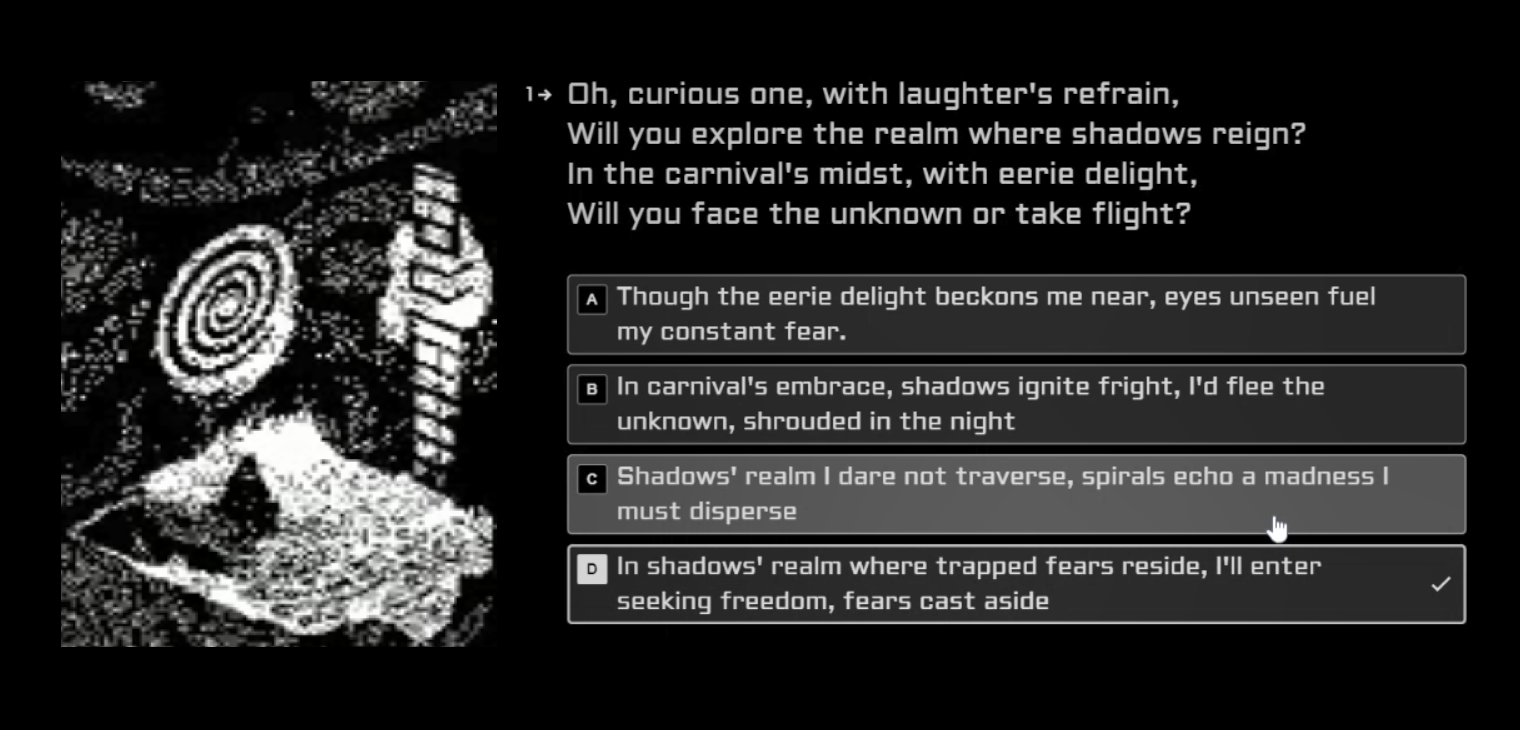 1→ Oh, curious one, with laughter's refrain,
Will you explore the realm where shadows reign?
In the carnival's midst, with eerie delight,
Will you face the unknown or take flight?
A Though the eerie delight beckons me near, eyes unseen fuel
my constant fear.
B In carnival's embrace, shadows ignite fright, I'd flee the
unknown, shrouded in the night
C Shadows' realm I dare not traverse, spirals echo a madness I
must disperse
D In shadows' realm where trapped fears reside, I'll enter
seeking freedom, fears cast aside